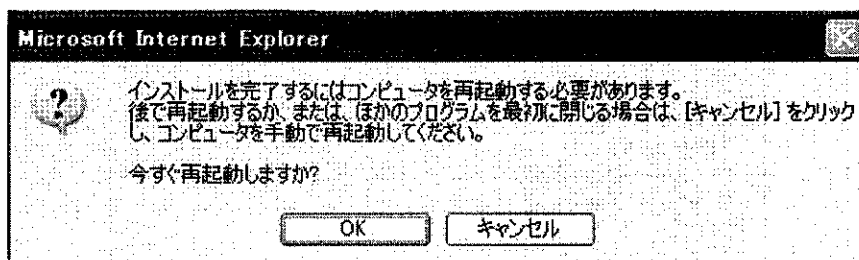 Microsoft Internet Explorer
インストールを完了するにはコンピュータを再起動する必要があります。
後で再起動するか、または、ほかのプログラムを最初に閉じる場合は、[キャンセル] をクリック
し、コンピュータを手動で再起動してください。
今すぐ再起動しますか?
OK
キャンセル